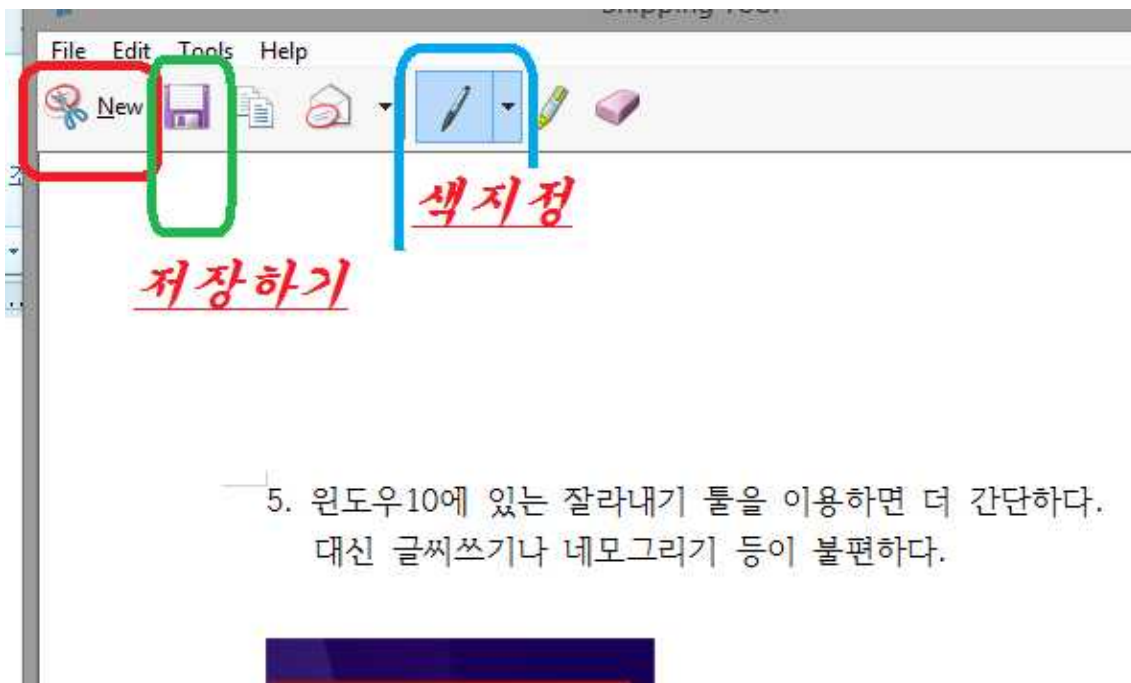 File Edit Tools Help
New
색지정
저장하기
5. 윈도우10에 있는 잘라내기 툴을 이용하면 더 간단하다.
대신 글씨쓰기나 네모그리기 등이 불편하다.